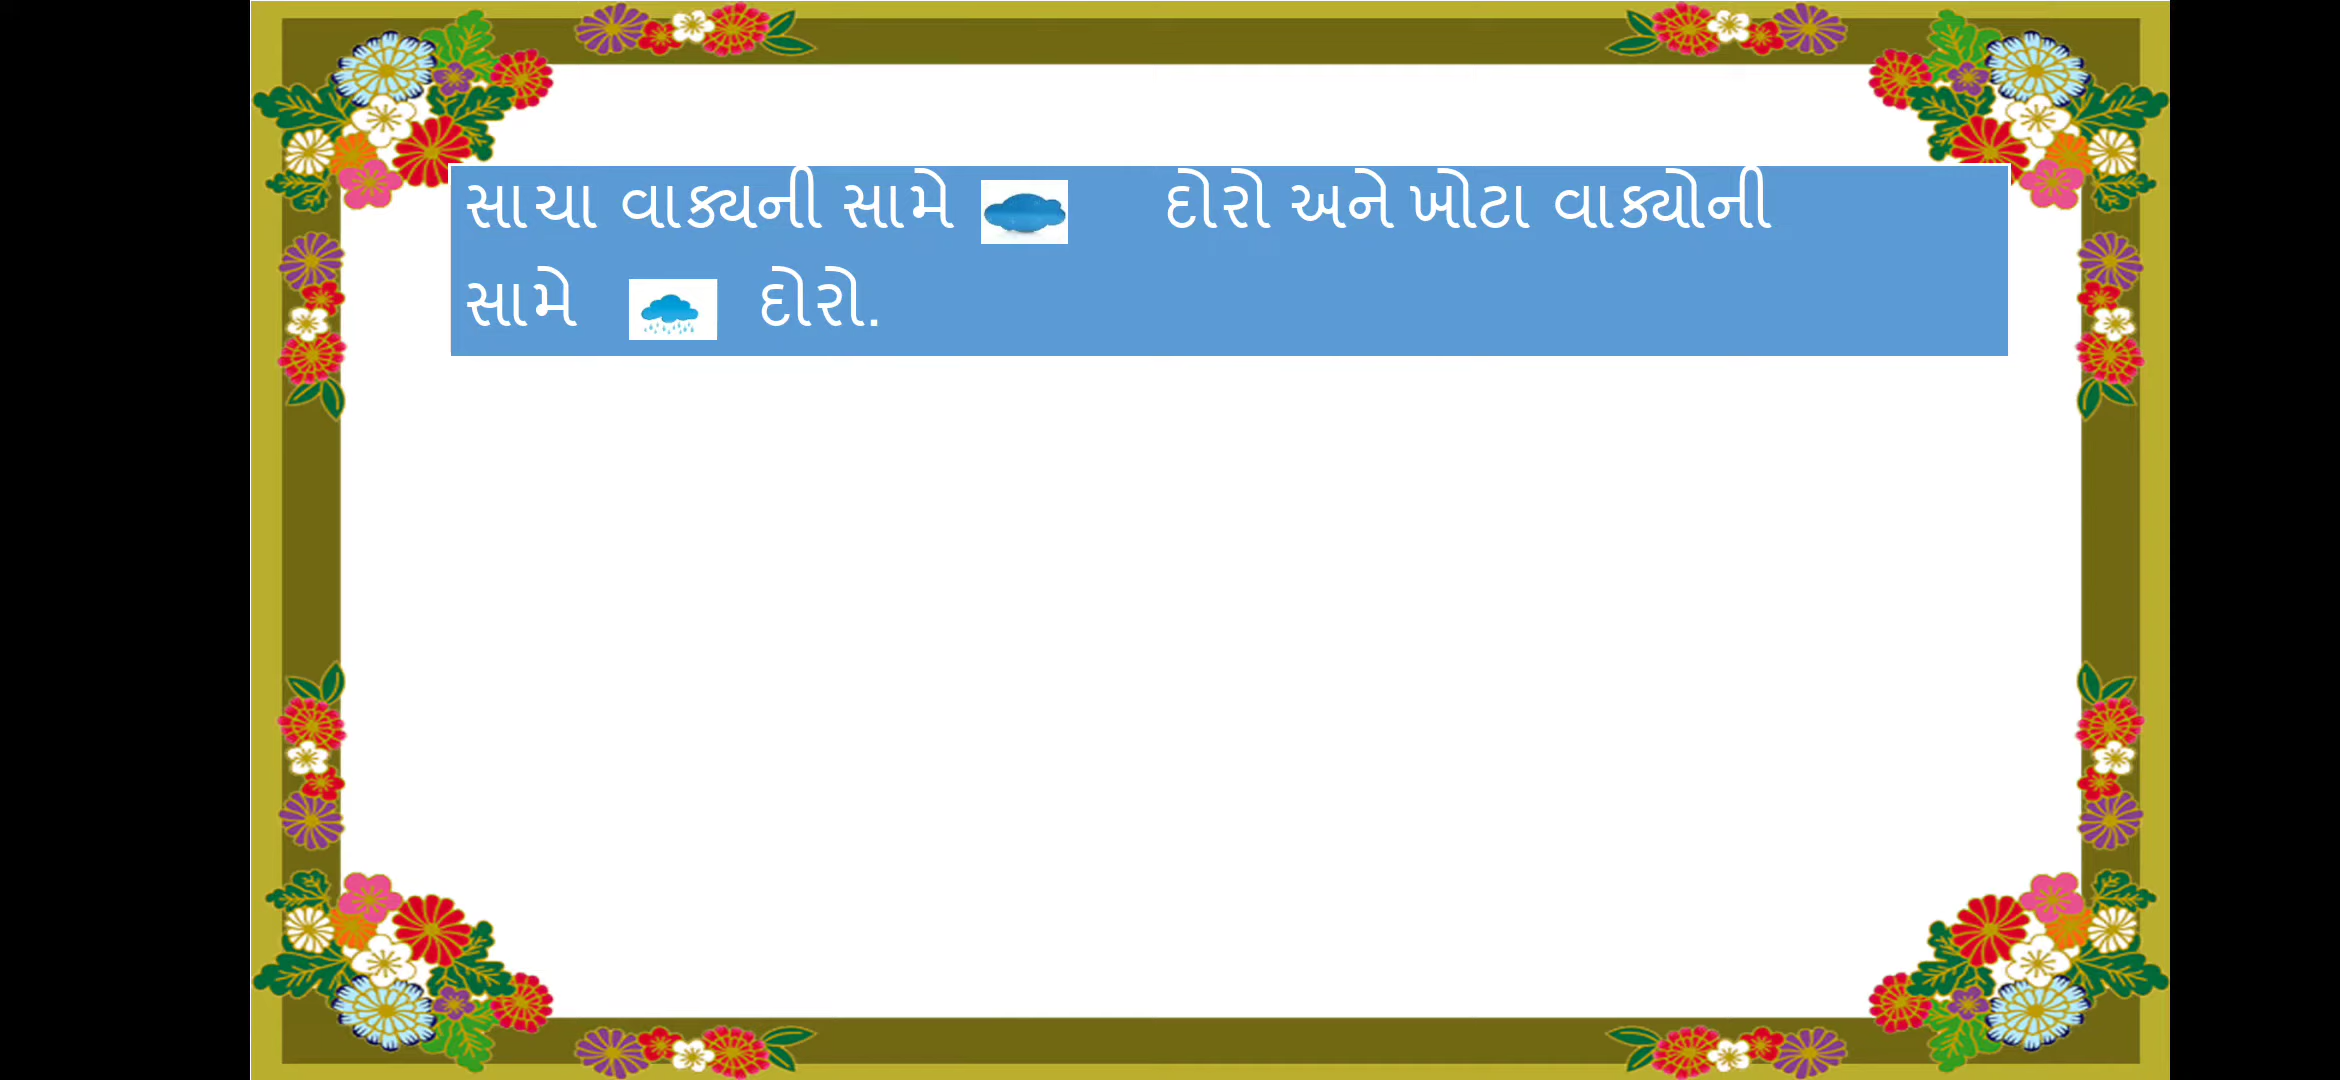 સાચા વાક્યની સામે દોરો અને ખોટા વાક્યોની
સામે દોરો.